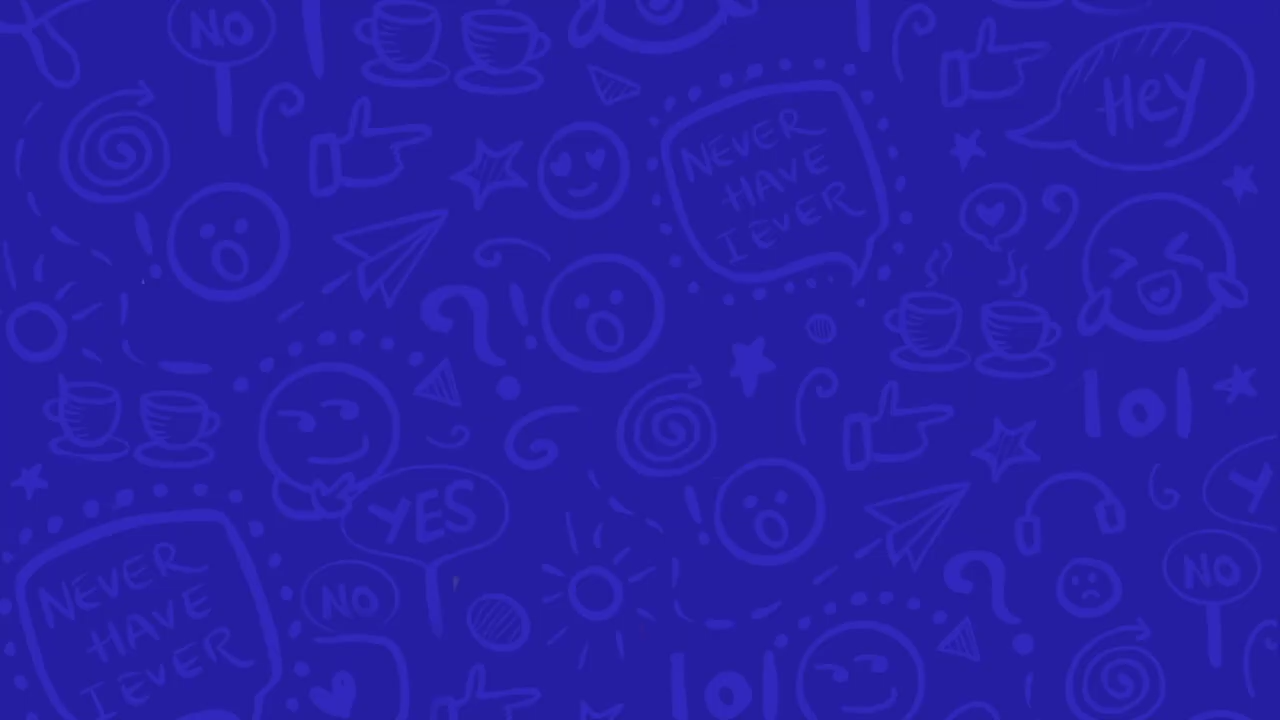 NO
Hey
NEVER
HAVE
I EVER
lol
YES
Y
NO
NEVER
HAVE
I EVER
NO
lol